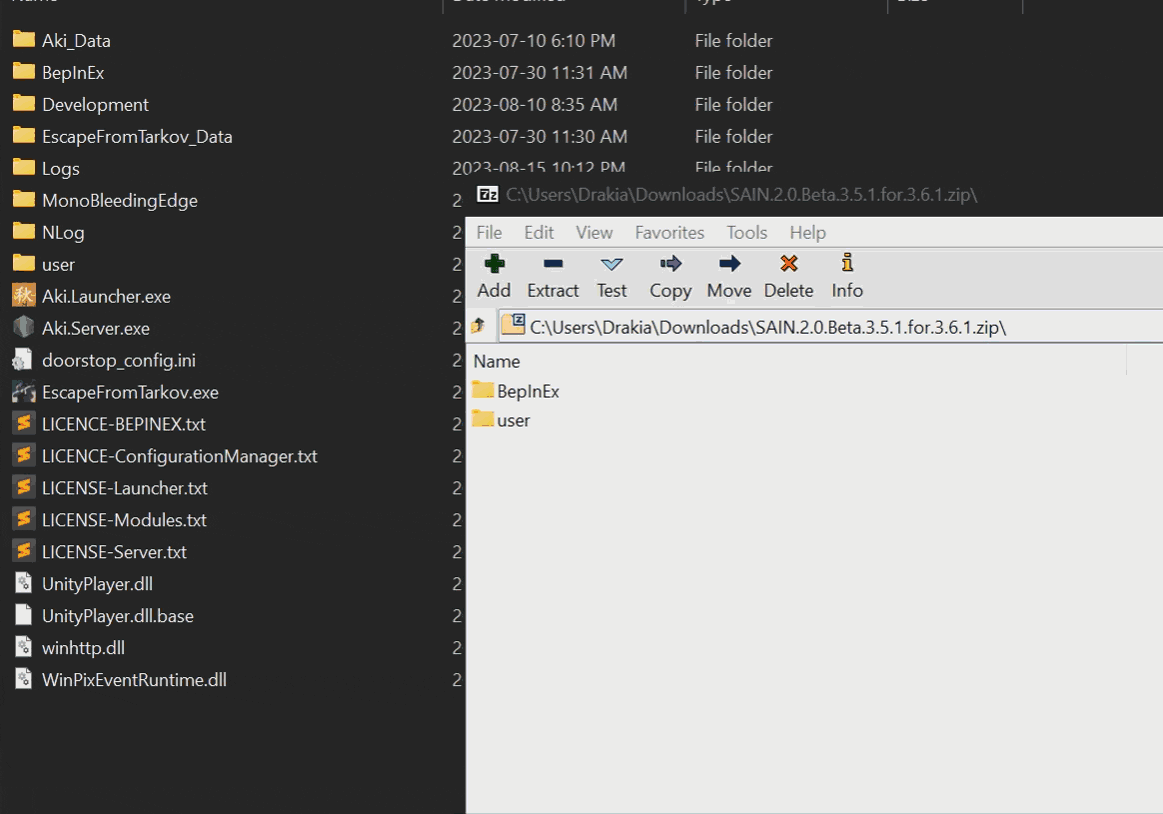 Aki_Data 2023-07-10 6:10 PM File folder
BepInEx 2023-07-30 11:31 AM File folder
Development 2023-08-10 8:35 AM File folder
EscapeFromTarkov_Data 2023-07-30 11:30 AM File folder
Logs 2023-08-15 10:12 PM File folder
MonoBleedingEdge 2
NLog 2
user 2
Aki.Launcher.exe 2
Aki.Server.exe 2
doorstop_config.ini 2
EscapeFromTarkov.exe 2
LICENCE-BEPINEX.txt 2
LICENCE-ConfigurationManager.txt 2
LICENSE-Launcher.txt 2
LICENSE-Modules.txt 2
LICENSE-Server.txt 2
UnityPlayer.dll 2
UnityPlayer.dll.base 2
winhttp.dll 2
WinPixEventRuntime.dll 2
7z C:\Users\Drakia\Downloads\SAIN.2.0.Beta.3.5.1.for.3.6.1.zip\
File Edit View Favorites Tools Help
Add Extract Test Copy Move Delete Info
C:\Users\Drakia\Downloads\SAIN.2.0.Beta.3.5.1.for.3.6.1.zip\
Name
BepInEx
user